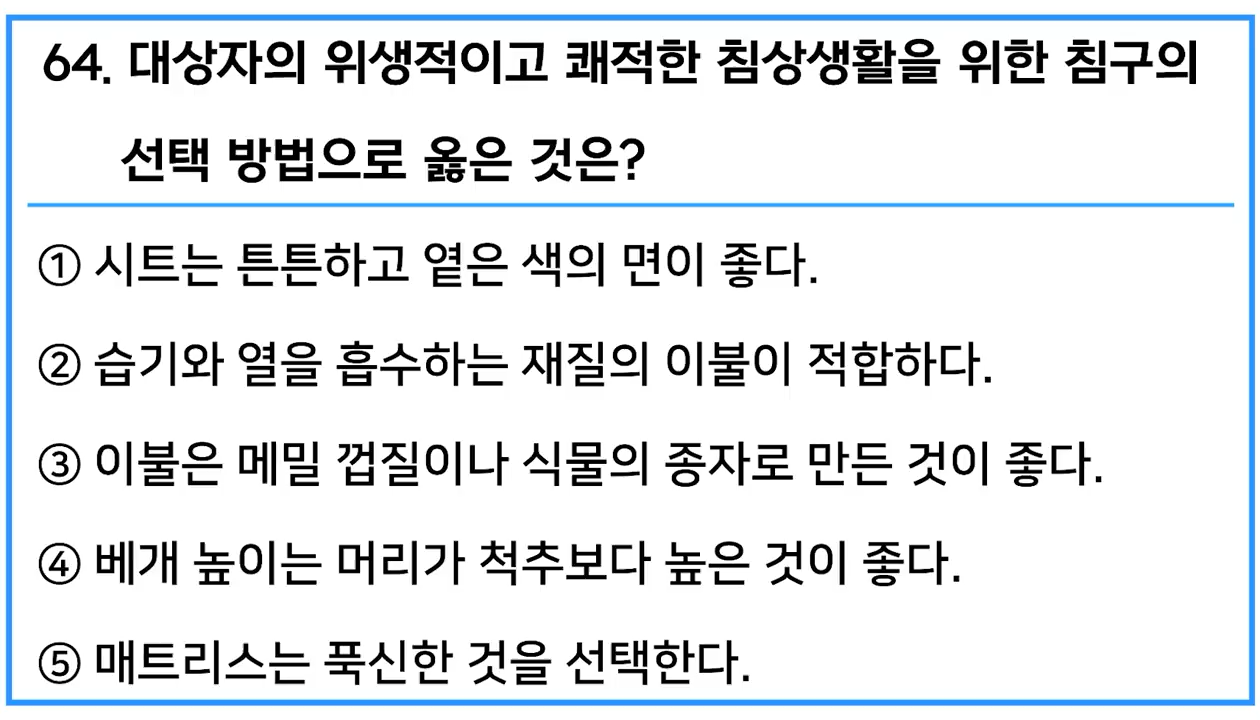 64. 대상자의 위생적이고 쾌적한 침상생활을 위한 침구의
선택 방법으로 옳은 것은?
① 시트는 튼튼하고 옅은 색의 면이 좋다.
② 습기와 열을 흡수하는 재질의 이불이 적합하다.
③ 이불은 메밀 껍질이나 식물의 종자로 만든 것이 좋다.
④ 베개 높이는 머리가 척추보다 높은 것이 좋다.
⑤ 매트리스는 푹신한 것을 선택한다.